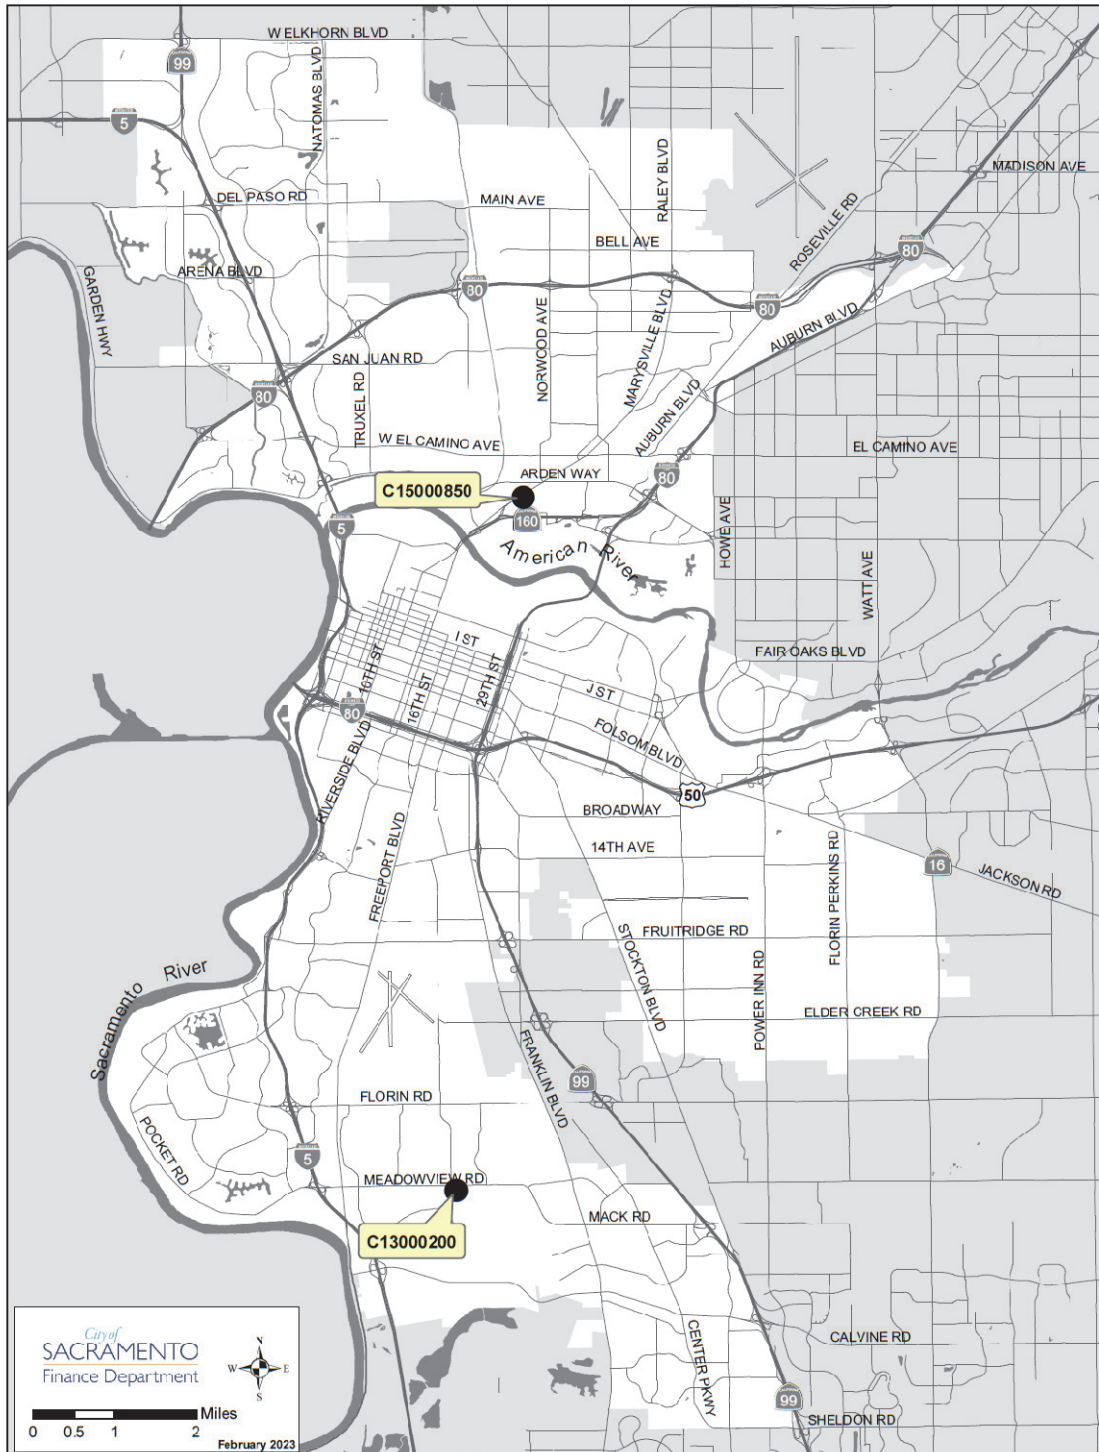 W ELKHORN BLVD
99
NATOMAS BLVD
5
RALEY BLVD
MADISON AVE
DEL PASO RD
MAIN AVE
ROSEVILLE RD
BELL AVE
80
ARENA BLVD
GARDEN HWY
80
80
NORWOOD AVE
MARYSVILLE BLVD
AUBURN BLVD
SAN JUAN RD
TRUXEL RD
80
AUBURN BLVD
W EL CAMINO AVE
EL CAMINO AVE
ARDEN WAY
80
C15000850
160
5
HOWE AVE
American River
WATT AVE
I ST
FAIR OAKS BLVD
10TH ST
16TH ST
29TH ST
J ST
80
FOLSOM BLVD
RIVERSIDE BLVD
50
BROADWAY
FREEPORT BLVD
14TH AVE
FLORIN PERKINS RD
16
JACKSON RD
FRUITRIDGE RD
STOCKTON BLVD
POWER INN RD
Sacramento River
ELDER CREEK RD
FRANKLIN BLVD
99
FLORIN RD
POCKET RD
5
MEADOWVIEW RD
MACK RD
C13000200
CENTER PKWY
CALVINE RD
99
SHELDON RD
City of
SACRAMENTO
Finance Department
N
W E
S
Miles
0 0.5 1 2
February 2023